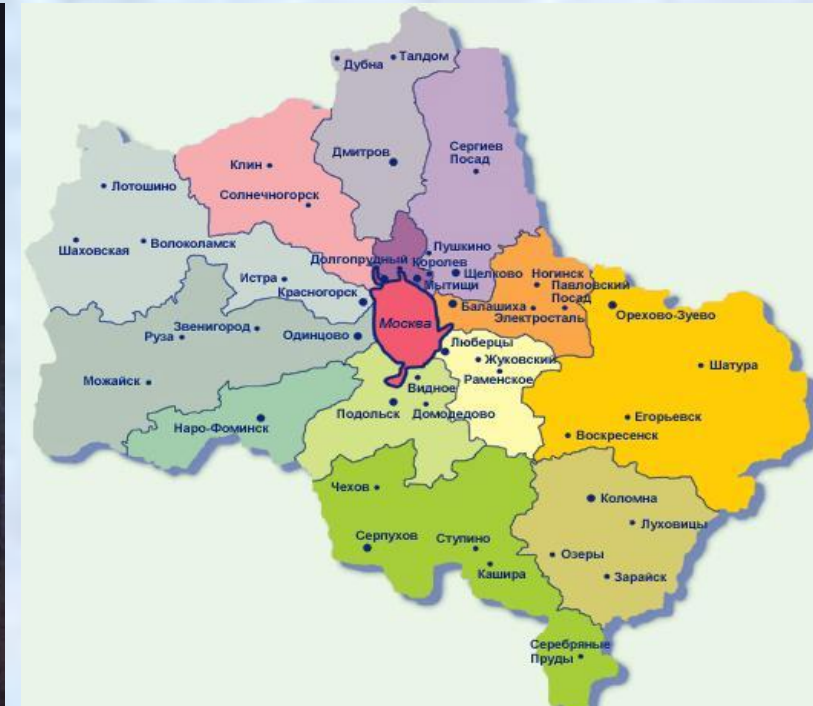 Дубна
Талдом
Дмитров
Сергиев
Посад
Клин
Солнечногорск
Лотошино
Шаховская
Волоколамск
Истра
Красногорск
Долгопрудный
Пушкино
Королев
Мытищи
Щелково
Ногинск
Павловский
Посад
Балашиха
Электросталь
Орехово-Зуево
Москва
Звенигород
Руза
Одинцово
Можайск
Люберцы
Жуковский
Раменское
Шатура
Видное
Подольск
Домодедово
Наро-Фоминск
Егорьевск
Воскресенск
Чехов
Серпухов
Ступино
Кашира
Коломна
Луховицы
Озеры
Зарайск
Серебряные
Пруды